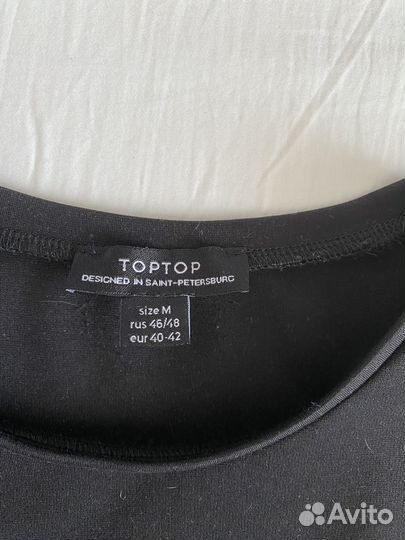 TOPTOP
DESIGNED IN SAINT-PETERSBURG
size M
rus 46/48
eur 40-42
Avito